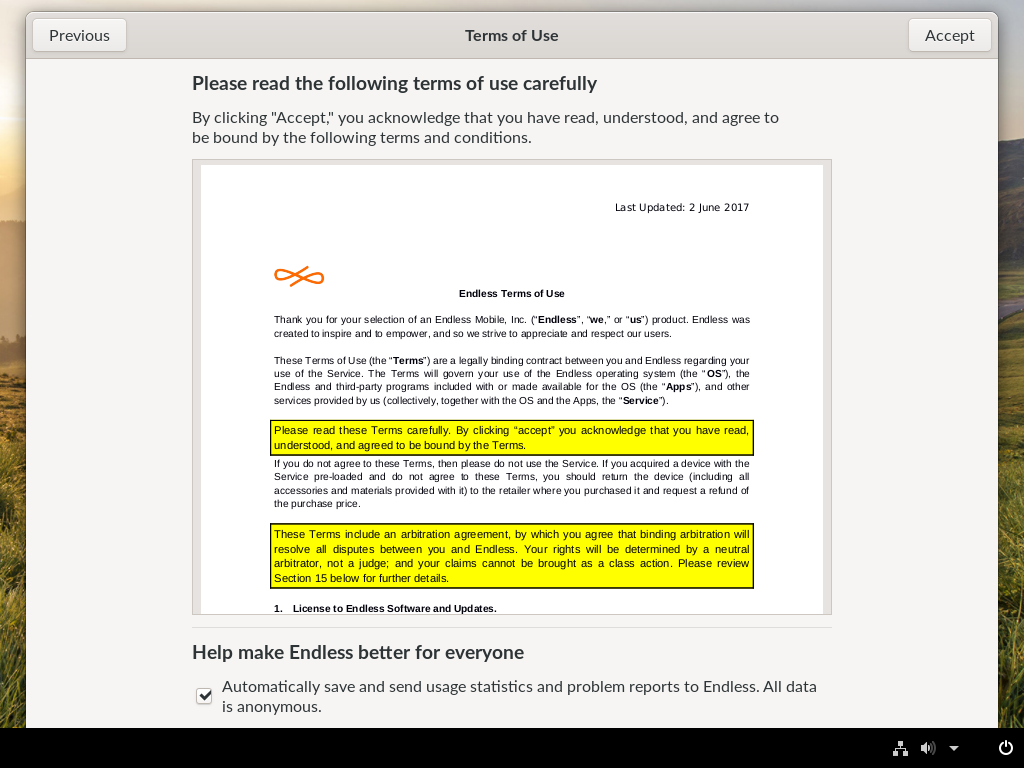 Previous
Terms of Use
Accept
Please read the following terms of use carefully
By clicking "Accept," you acknowledge that you have read, understood, and agree to
be bound by the following terms and conditions.
Last Updated: 2 June 2017
Endless Terms of Use
Thank you for your selection of an Endless Mobile, Inc. (“Endless”, “we,” or “us”) product. Endless was
created to inspire and to empower, and so we strive to appreciate and respect our users.
These Terms of Use (the “Terms”) are a legally binding contract between you and Endless regarding your
use of the Service. The Terms will govern your use of the Endless operating system (the “OS”), the
Endless and third-party programs included with or made available for the OS (the “Apps”), and other
services provided by us (collectively, together with the OS and the Apps, the “Service”).
Please read these Terms carefully. By clicking “accept” you acknowledge that you have read,
understood, and agreed to be bound by the Terms.
If you do not agree to these Terms, then please do not use the Service. If you acquired a device with the
Service pre-loaded and do not agree to these Terms, you should return the device (including all
accessories and materials provided with it) to the retailer where you purchased it and request a refund of
the purchase price.
These Terms include an arbitration agreement, by which you agree that binding arbitration will
resolve all disputes between you and Endless. Your rights will be determined by a neutral
arbitrator, not a judge; and your claims cannot be brought as a class action. Please review
Section 15 below for further details.
1. License to Endless Software and Updates.
Help make Endless better for everyone
Automatically save and send usage statistics and problem reports to Endless. All data
is anonymous.